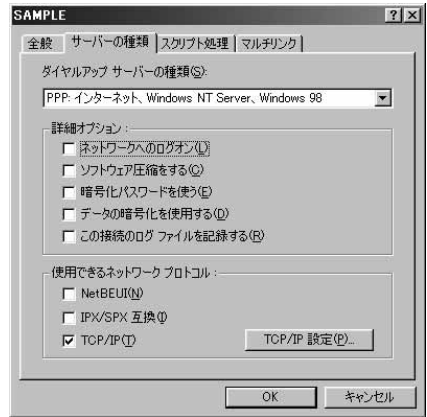 SAMPLE
全般 サーバーの種類 スクリプト処理 マルチリンク
ダイヤルアップ サーバーの種類(S):
PPP: インターネット、Windows NT Server、Windows 98
詳細オプション :
ネットワークへのログオン(L)
ソフトウェア圧縮をする(C)
暗号化パスワードを使う(E)
データの暗号化を使用する(D)
この接続のログ ファイルを記録する(R)
使用できるネットワーク プロトコル :
NetBEUI(N)
IPX/SPX 互換(I)
TCP/IP(T)
TCP/IP 設定(P)...
OK キャンセル